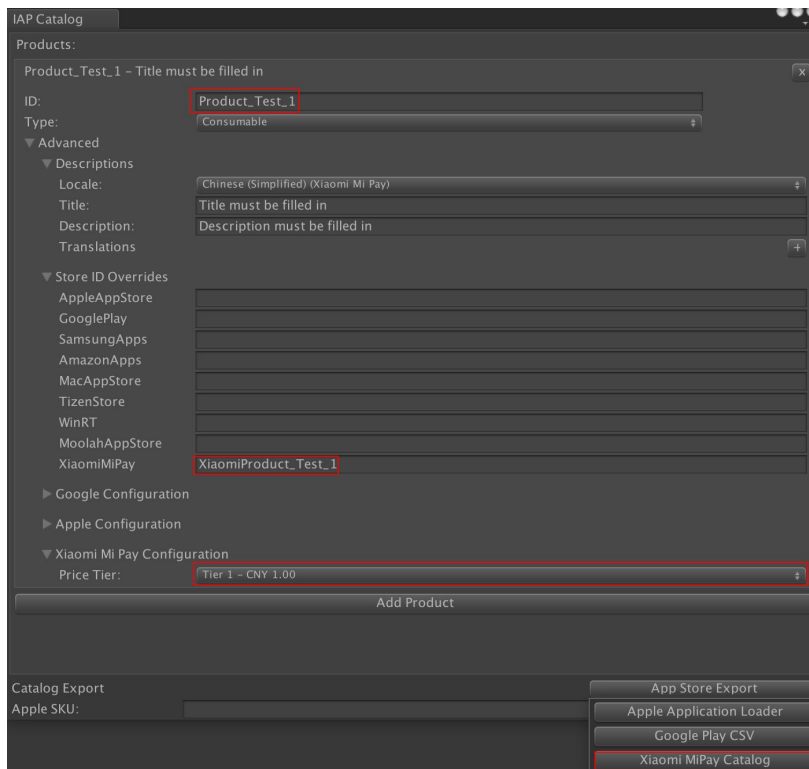 IAP Catalog
Products:
Product_Test_1 – Title must be filled in
x
ID: Product_Test_1
Type: Consumable
Advanced
Descriptions
Locale: Chinese (Simplified) (Xiaomi Mi Pay)
Title: Title must be filled in
Description: Description must be filled in
Translations +
Store ID Overrides
AppleAppStore
GooglePlay
SamsungApps
AmazonApps
MacAppStore
TizenStore
WinRT
MoolahAppStore
XiaomiMiPay XiaomiProduct_Test_1
Google Configuration
Apple Configuration
Xiaomi Mi Pay Configuration
Price Tier: Tier 1 – CNY 1.00
Add Product
Catalog Export App Store Export
Apple SKU: Apple Application Loader
Google Play CSV
Xiaomi MiPay Catalog